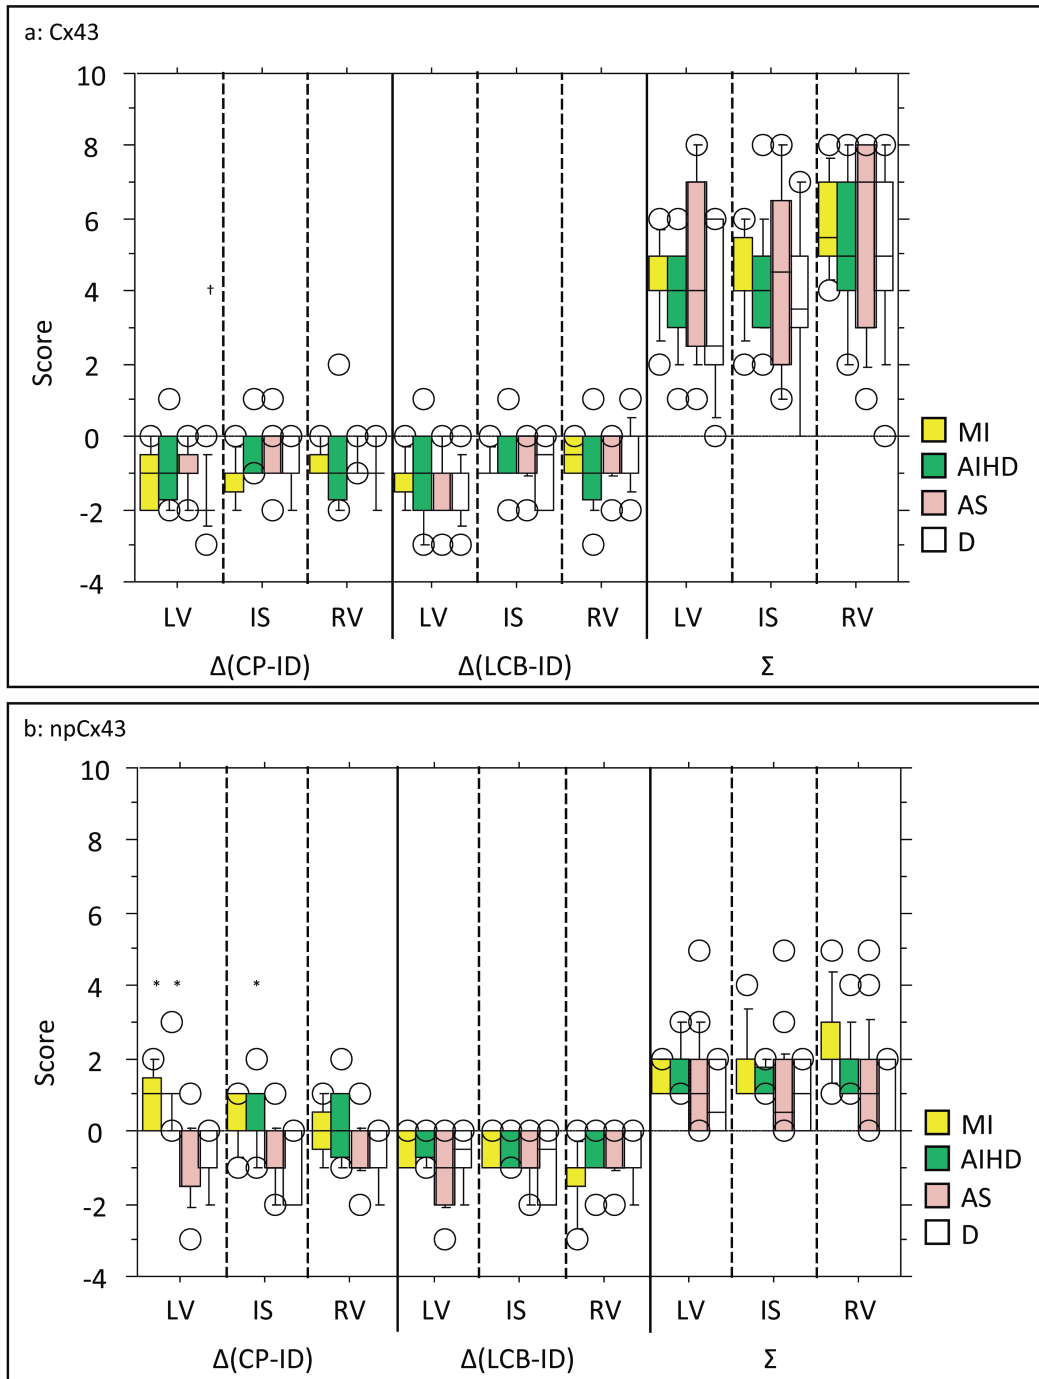 a: Cx43
10
8
6
4
2
0
-2
-4
Score
†
LV IS RV LV IS RV LV IS RV
Δ(CP-ID) Δ(LCB-ID) Σ
MI
AIHD
AS
D
b: npCx43
10
8
6
4
2
0
-2
-4
Score
* * *
LV IS RV LV IS RV LV IS RV
Δ(CP-ID) Δ(LCB-ID) Σ
MI
AIHD
AS
D